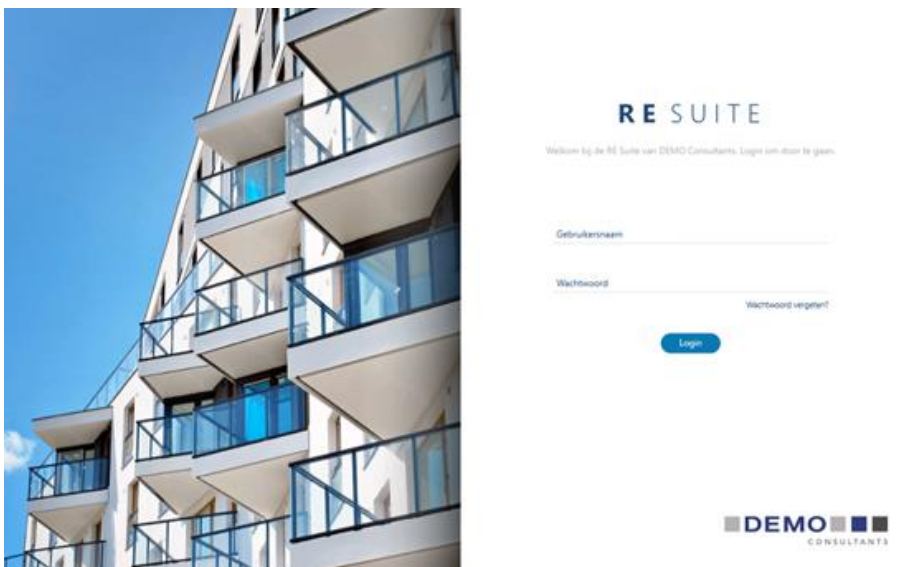 RE SUITE
Welkom bij de RE Suite van DEMO Consultants. Login om door te gaan.
Gebruikersnaam
Wachtwoord
Wachtwoord vergeten?
Login
DEMO
CONSULTANTS